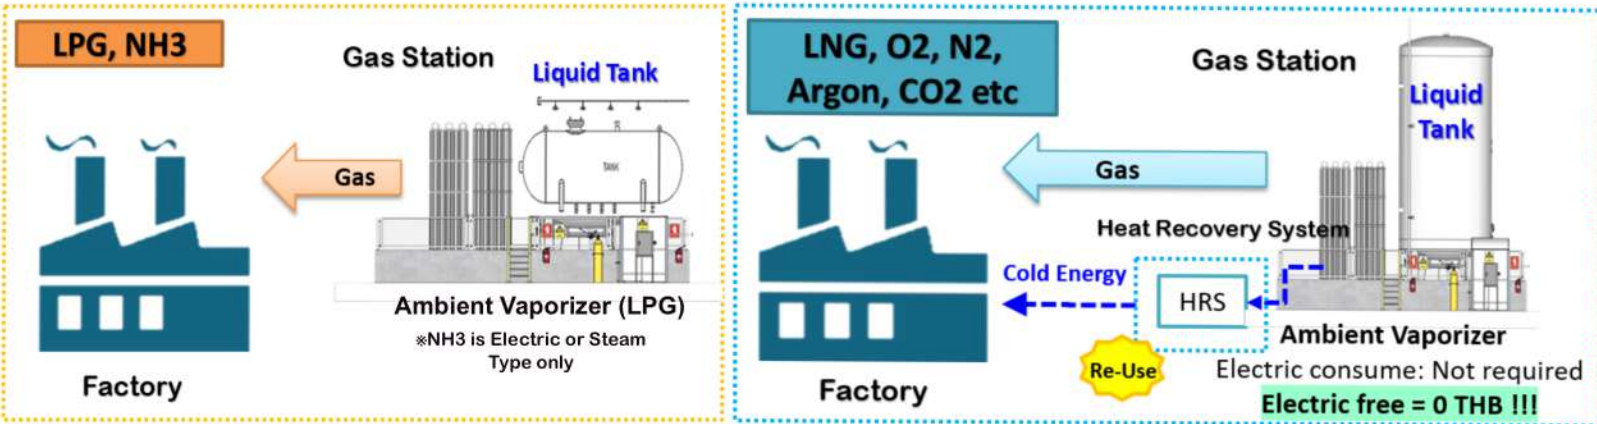 LPG, NH3
Gas Station
Liquid Tank
TANK
Gas
Ambient Vaporizer (LPG)
※NH3 is Electric or Steam
Type only
Factory
LNG, O2, N2,
Argon, CO2 etc
Gas Station
Liquid
Tank
Gas
Heat Recovery System
Cold Energy
HRS
Ambient Vaporizer
Re-Use
Electric consume: Not required
Factory
Electric free = 0 THB !!!